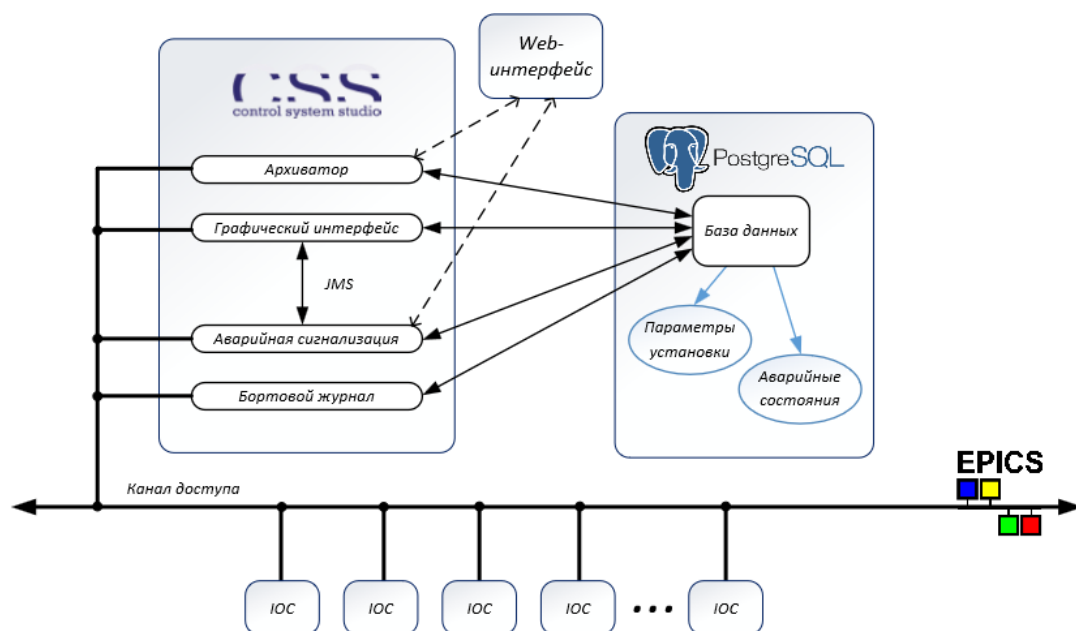 Web-
интерфейс
CSS
control system studio
PostgreSQL
Архиватор
Графический интерфейс
База данных
JMS
Параметры
установки
Аварийная сигнализация
Аварийные
состояния
Бортовой журнал
EPICS
Канал доступа
IOC
IOC
IOC
IOC
...
IOC